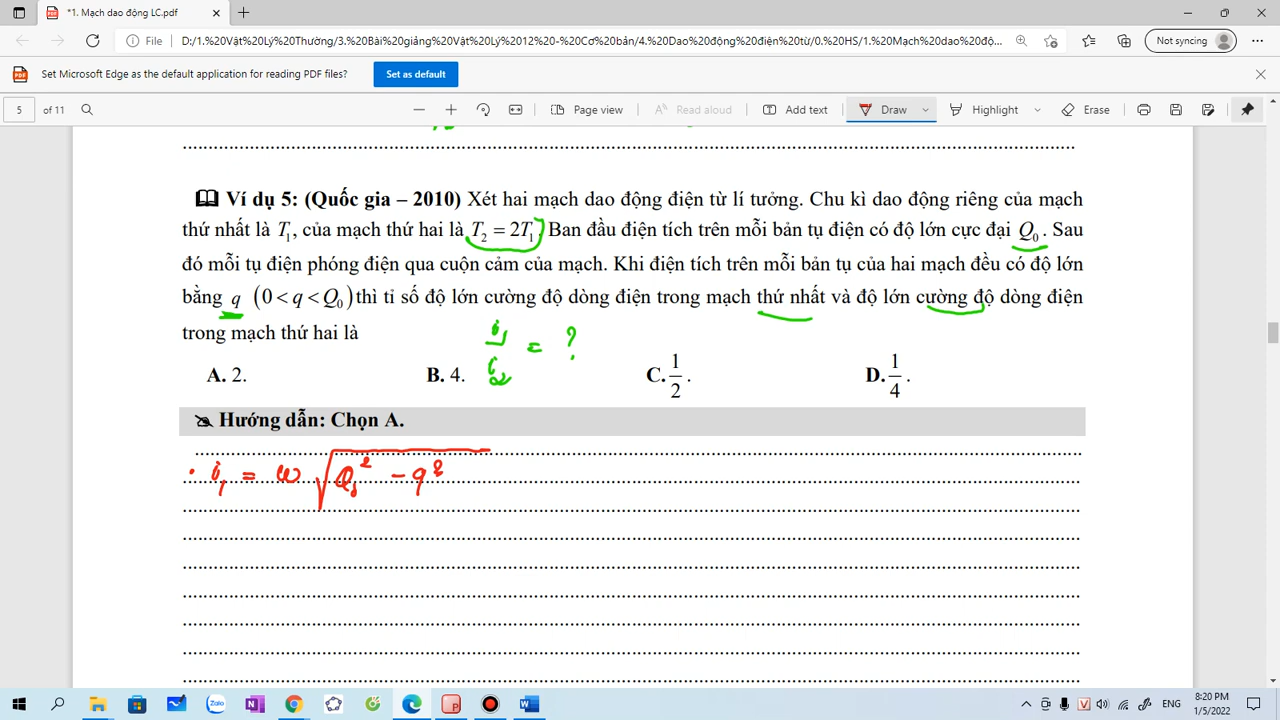 *1. Mạch dao động LC.pdf
File
D:/1.%20Vật%20Lý%20Thường/3.%20Bài%20giảng%20Vật%20Lý%2012%20-%20Cơ%20bản/4.%20Dao%20động%20điện%20từ/0.%20HS/1.%20Mạch%20dao%20độ...
Not syncing
Set Microsoft Edge as the default application for reading PDF files?
Set as default
5 of 11
Page view
Read aloud
Add text
Draw
Highlight
Erase
Ví dụ 5: (Quốc gia – 2010) Xét hai mạch dao động điện từ lí tưởng. Chu kì dao động riêng của mạch
thứ nhất là T₁, của mạch thứ hai là T₂ = 2T₁. Ban đầu điện tích trên mỗi bản tụ điện có độ lớn cực đại Q₀. Sau
đó mỗi tụ điện phóng điện qua cuộn cảm của mạch. Khi điện tích trên mỗi bản tụ của hai mạch đều có độ lớn
bằng q (0 < q < Q₀) thì tỉ số độ lớn cường độ dòng điện trong mạch thứ nhất và độ lớn cường độ dòng điện
trong mạch thứ hai là
i₁/i₂ = ?
A. 2. B. 4. C. 1/2. D. 1/4.
Hướng dẫn: Chọn A.
• i₁ = ω √(Q₀² − q²)
Zalo
ENG
8:20 PM
1/5/2022